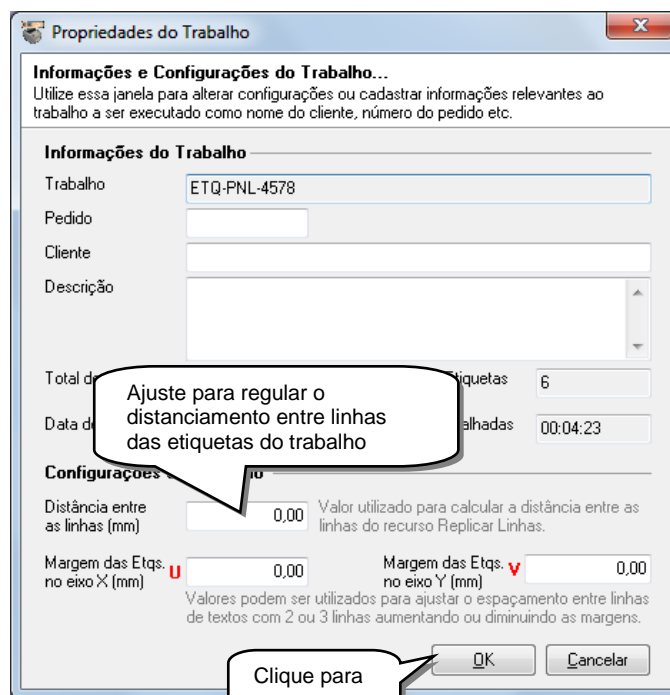 Propriedades do Trabalho
Informações e Configurações do Trabalho...
Utilize essa janela para alterar configurações ou cadastrar informações relevantes ao
trabalho a ser executado como nome do cliente, número do pedido etc.
Informações do Trabalho
Trabalho ETQ-PNL-4578
Pedido
Cliente
Descrição
Total de
Etiquetas 6
Ajuste para regular o
distanciamento entre linhas
das etiquetas do trabalho
Data de
alhadas 00:04:23
Configurações
Distância entre
as linhas (mm)
0,00
Valor utilizado para calcular a distância entre as
linhas do recurso Replicar Linhas.
Margem das Etqs.
no eixo X (mm)
U
0,00
Margem das Etqs.
no eixo Y (mm)
V
0,00
Valores podem ser utilizados para ajustar o espaçamento entre linhas
de textos com 2 ou 3 linhas aumentando ou diminuindo as margens.
Clique para
OK
Cancelar